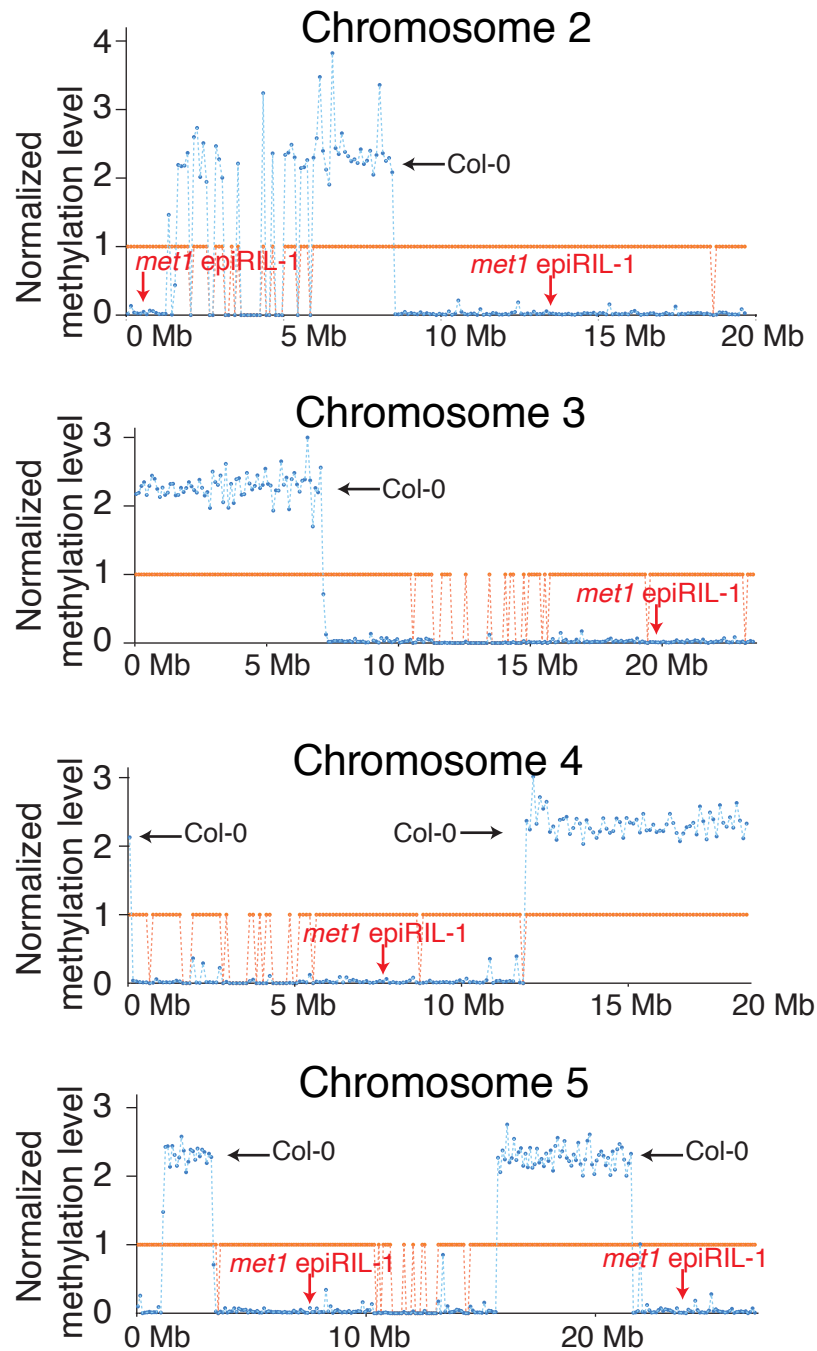 Chromosome 2
Normalized
methylation level
4
3
2
1
0
Col-0
met1 epiRIL-1
met1 epiRIL-1
0 Mb
5 Mb
10 Mb
15 Mb
20 Mb
Chromosome 3
Normalized
methylation level
3
2
1
0
Col-0
met1 epiRIL-1
0 Mb
5 Mb
10 Mb
15 Mb
20 Mb
Chromosome 4
Normalized
methylation level
3
2
1
0
Col-0
Col-0
met1 epiRIL-1
0 Mb
5 Mb
10 Mb
15 Mb
20 Mb
Chromosome 5
Normalized
methylation level
3
2
1
0
Col-0
Col-0
met1 epiRIL-1
met1 epiRIL-1
0 Mb
10 Mb
20 Mb